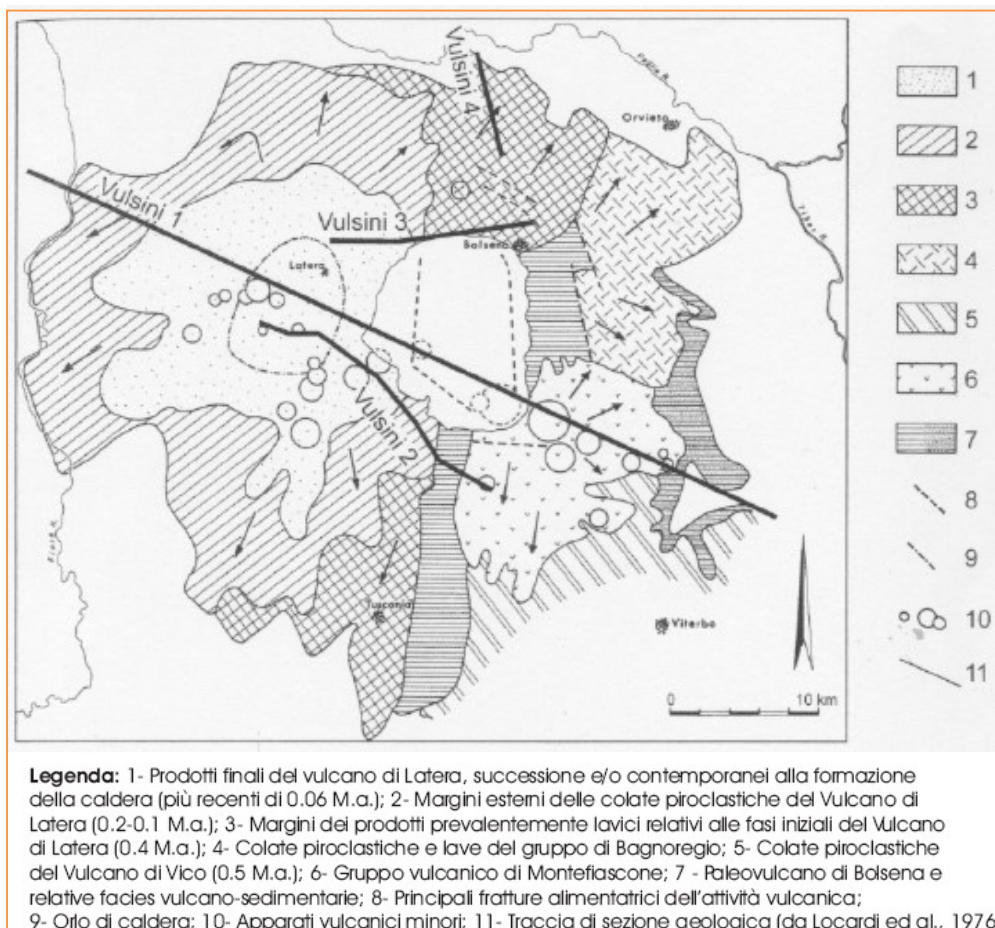 Vulsini 4
Paglia R.
Orvieto
Tiber R.
Vulsini 1
Vulsini 3
Bolsena
Latera
Vulsini 2
Fiora R.
Tuscania
Viterbo
0 10 km
1
2
3
4
5
6
7
8
9
10
11
Legenda: 1- Prodotti finali del vulcano di Latera, successione e/o contemporanei alla formazione
della caldera (più recenti di 0.06 M.a.); 2- Margini esterni delle colate piroclastiche del Vulcano di
Latera (0.2-0.1 M.a.); 3- Margini dei prodotti prevalentemente lavici relativi alle fasi iniziali del Vulcano
di Latera (0.4 M.a.); 4- Colate piroclastiche e lave del gruppo di Bagnoregio; 5- Colate piroclastiche
del Vulcano di Vico (0.5 M.a.); 6- Gruppo vulcanico di Montefiascone; 7 - Paleovulcano di Bolsena e
relative facies vulcano-sedimentarie; 8- Principali fratture alimentatrici dell'attività vulcanica;
9- Orlo di caldera; 10- Apparati vulcanici minori; 11- Traccia di sezione geologica (da Locardi ed al., 1976